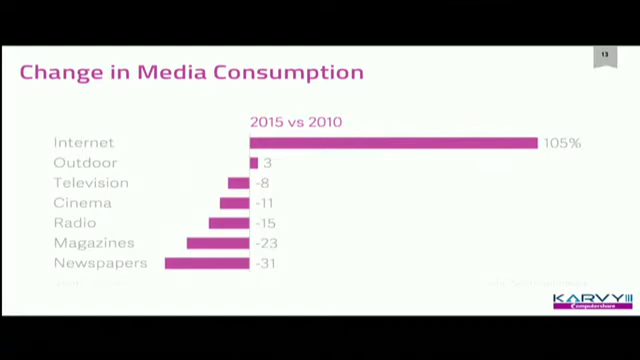 13
Change in Media Consumption
2015 vs 2010
Internet 105%
Outdoor 3
Television -8
Cinema -11
Radio -15
Magazines -23
Newspapers -31
KARVY
Computershare